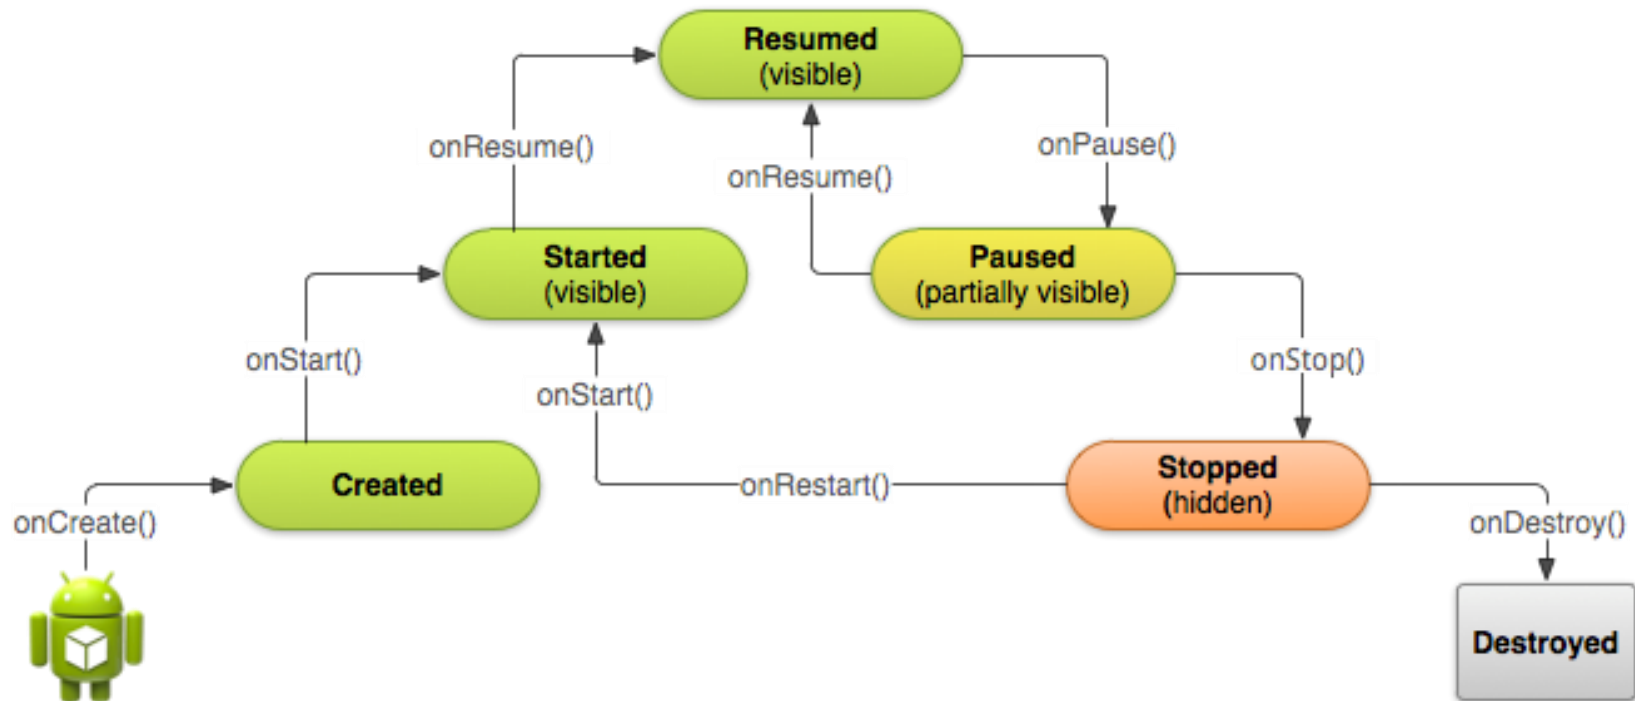 Resumed
(visible)
onResume()
onPause()
onResume()
Started
(visible)
Paused
(partially visible)
onStart()
onStop()
onStart()
Created
onRestart()
Stopped
(hidden)
onCreate()
onDestroy()
Destroyed